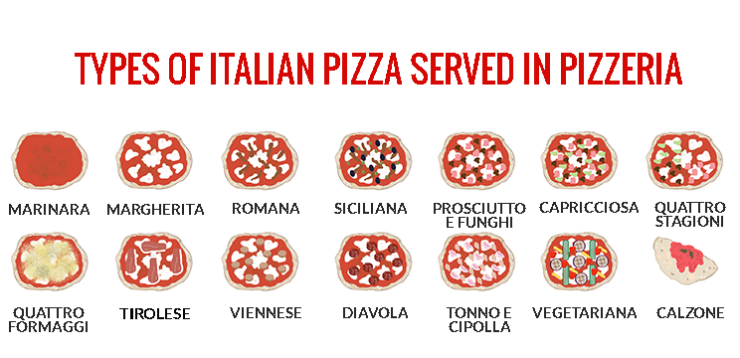 TYPES OF ITALIAN PIZZA SERVED IN PIZZERIA
MARINARA MARGHERITA ROMANA SICILIANA PROSCIUTTO E FUNGHI CAPRICCIOSA QUATTRO STAGIONI
QUATTRO FORMAGGI TIROLESE VIENNESE DIAVOLA TONNO E CIPOLLA VEGETARIANA CALZONE